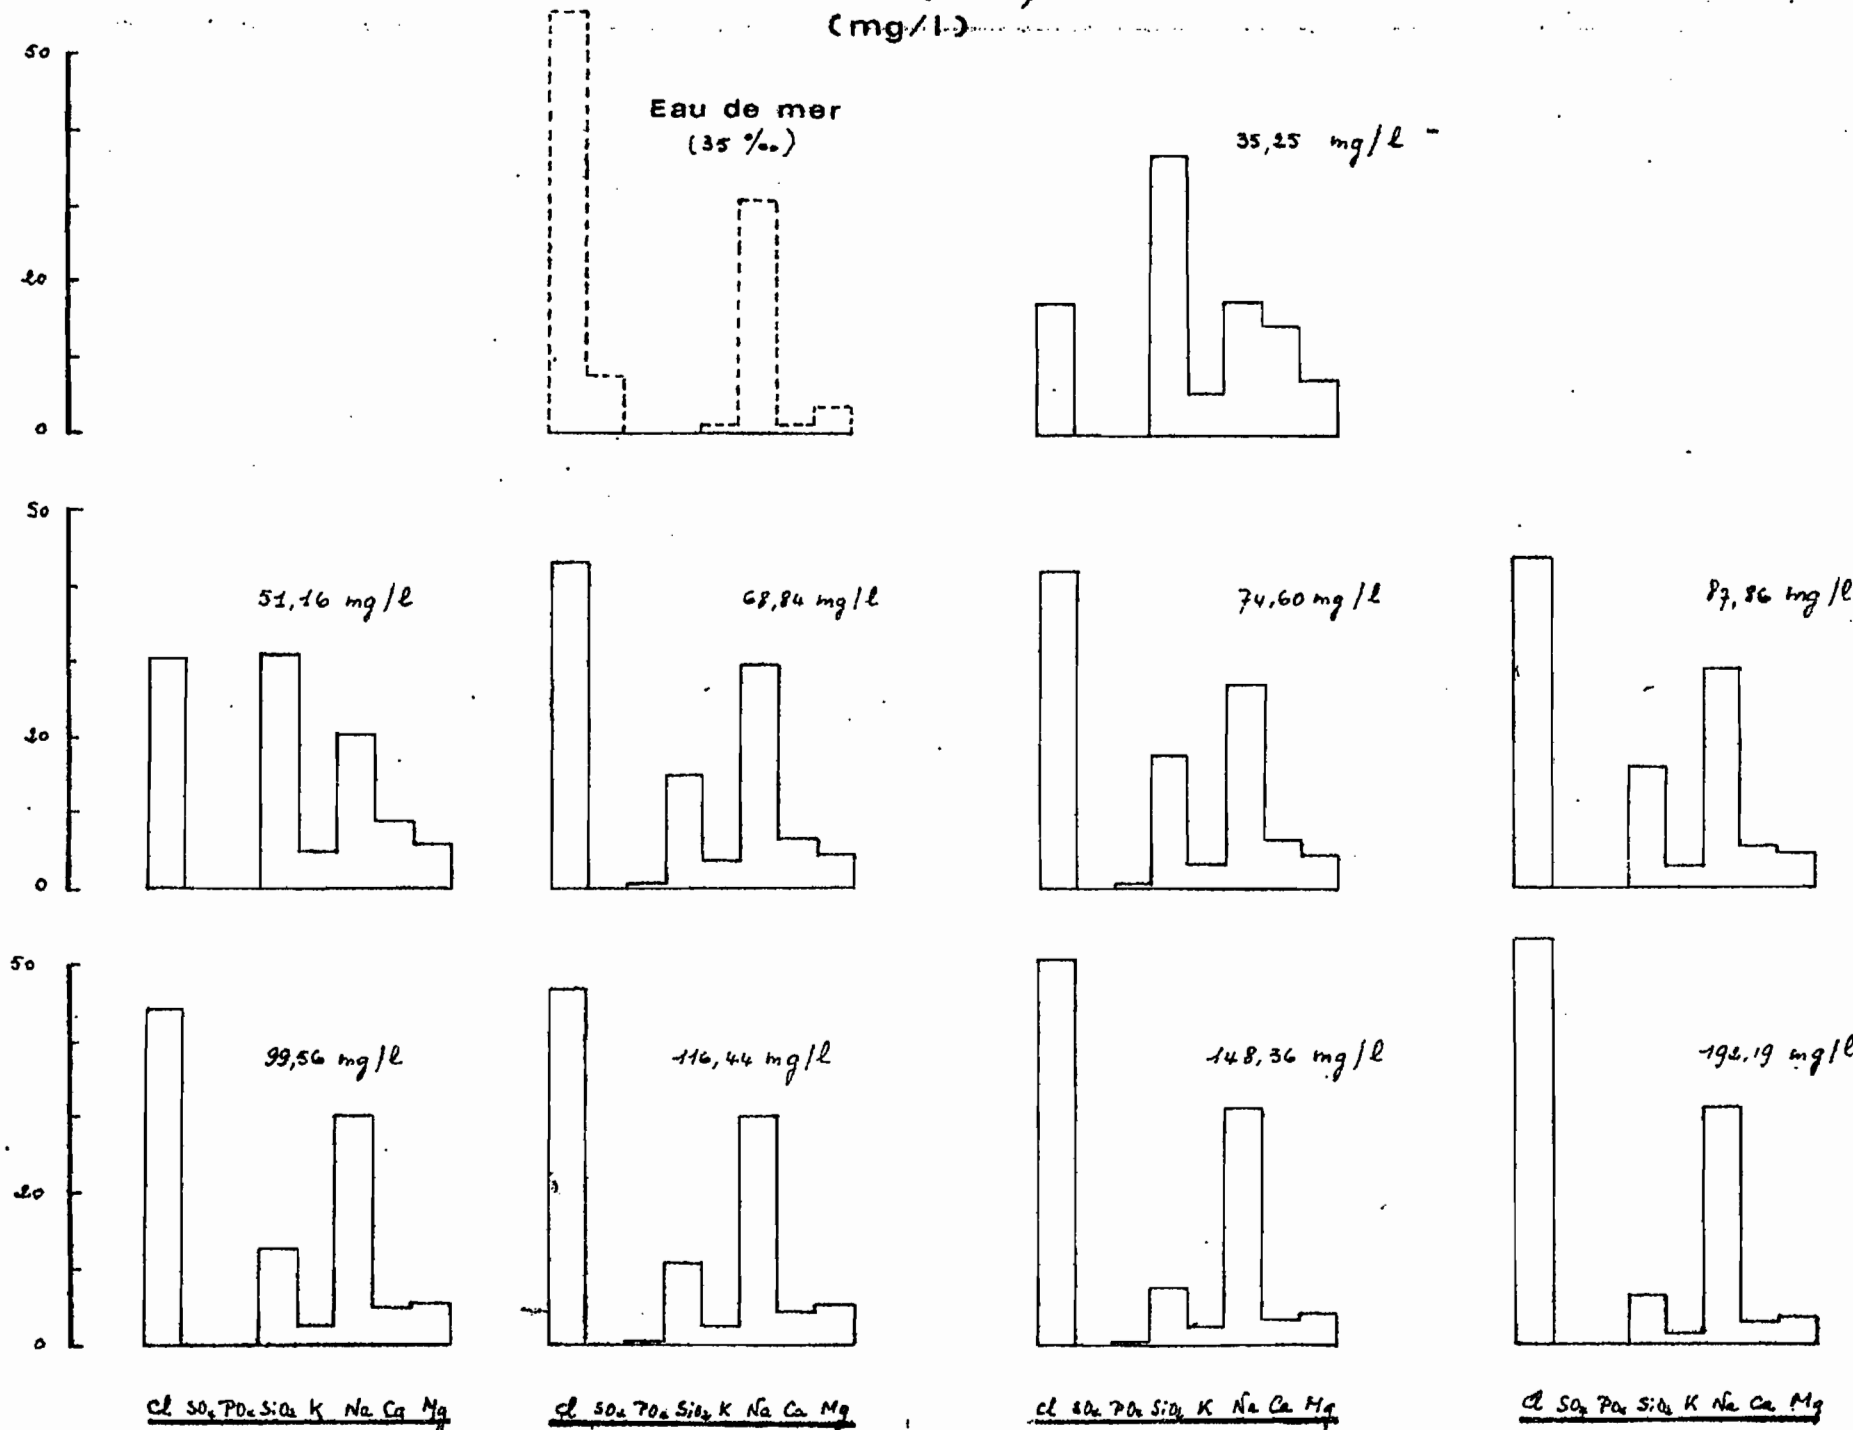 (mg/l)
50
20
0
Eau de mer
(35 ‰)
35,25 mg/l
50
20
0
51,16 mg/l
68,84 mg/l
74,60 mg/l
87,86 mg/l
50
20
0
99,56 mg/l
116,44 mg/l
148,36 mg/l
192,19 mg/l
Cl SO₄ PO₄ SiO₂ K Na Ca Mg
Cl SO₄ PO₄ SiO₂ K Na Ca Mg
Cl SO₄ PO₄ SiO₂ K Na Ca Mg
Cl SO₄ PO₄ SiO₂ K Na Ca Mg